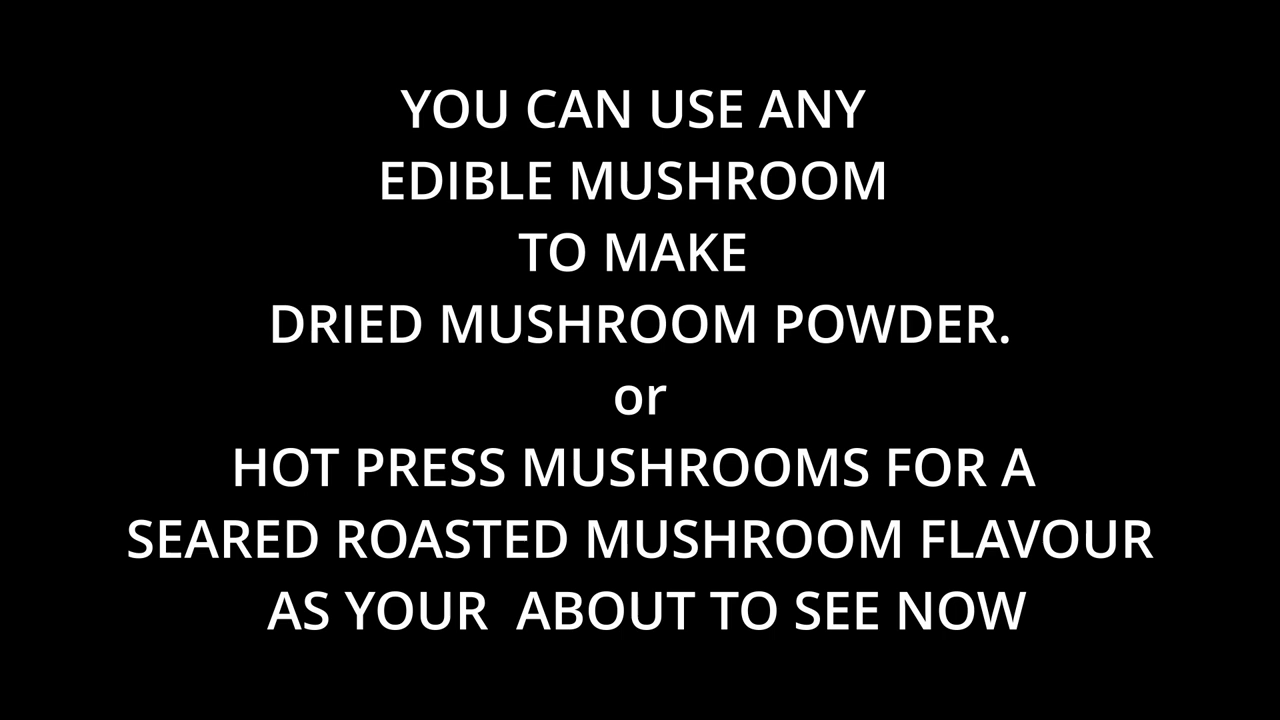 YOU CAN USE ANY
EDIBLE MUSHROOM
TO MAKE
DRIED MUSHROOM POWDER.
or
HOT PRESS MUSHROOMS FOR A
SEARED ROASTED MUSHROOM FLAVOUR
AS YOUR  ABOUT TO SEE NOW